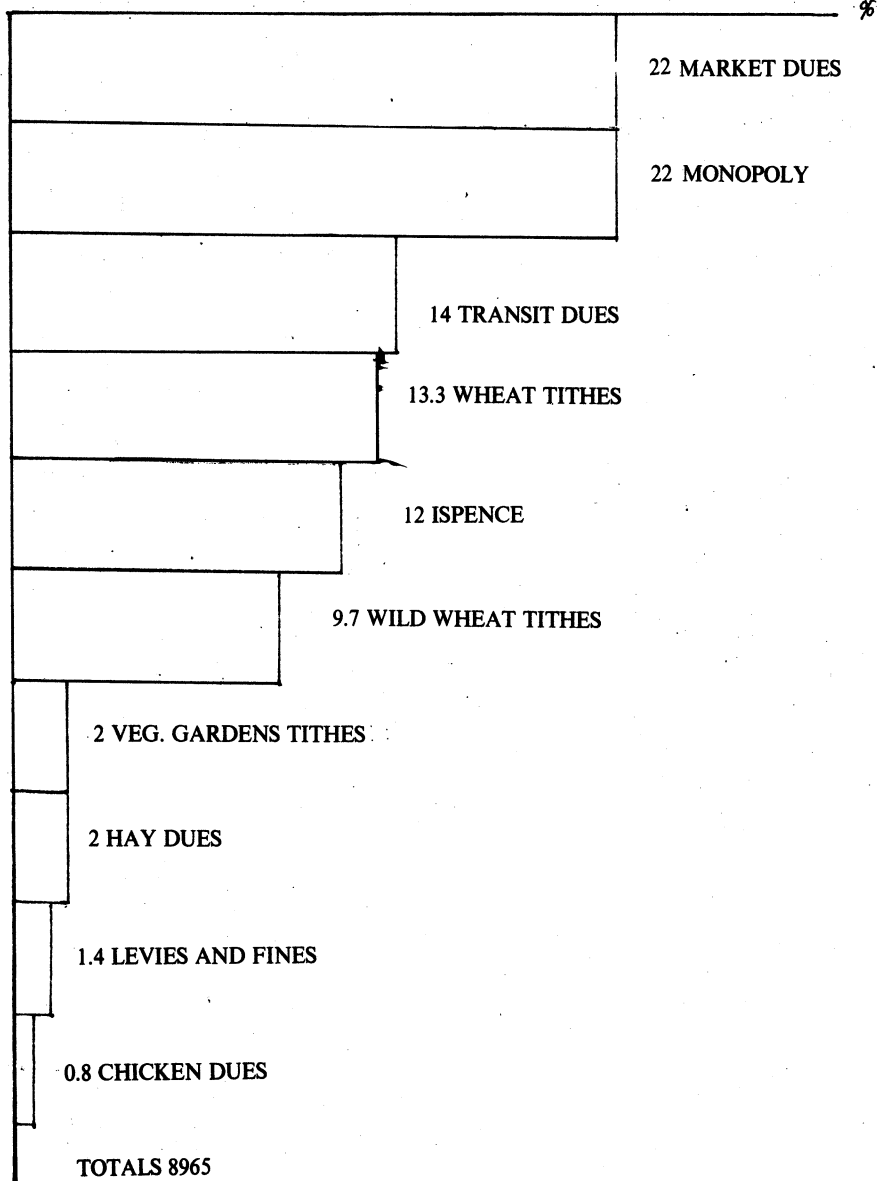 %
22 MARKET DUES
22 MONOPOLY
14 TRANSIT DUES
13.3 WHEAT TITHES
12 ISPENCE
9.7 WILD WHEAT TITHES
2 VEG. GARDENS TITHES
2 HAY DUES
1.4 LEVIES AND FINES
0.8 CHICKEN DUES
TOTALS 8965